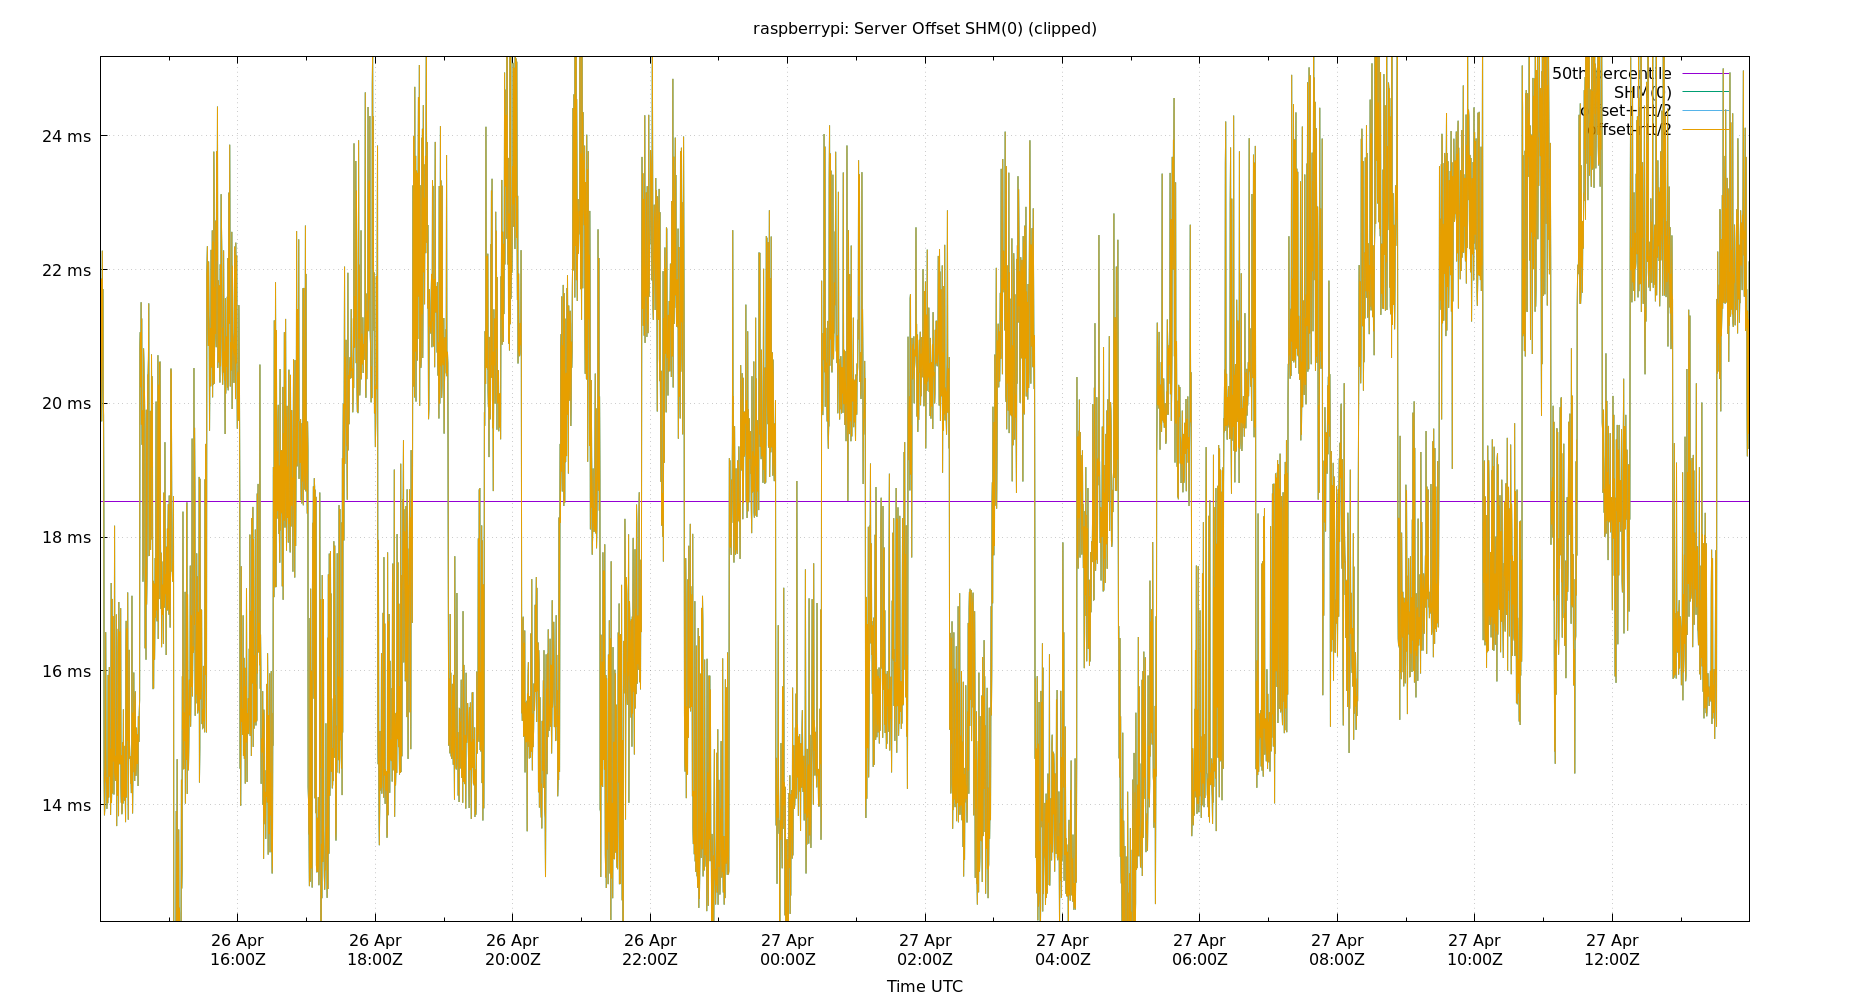 raspberrypi: Server Offset SHM(0) (clipped)
50th percentile
SHM(0)
offset+rtt/2
offset-rtt/2
24 ms
22 ms
20 ms
18 ms
16 ms
14 ms
26 Apr 26 Apr 26 Apr 26 Apr 27 Apr 27 Apr 27 Apr 27 Apr 27 Apr 27 Apr 27 Apr
16:00Z 18:00Z 20:00Z 22:00Z 00:00Z 02:00Z 04:00Z 06:00Z 08:00Z 10:00Z 12:00Z
Time UTC